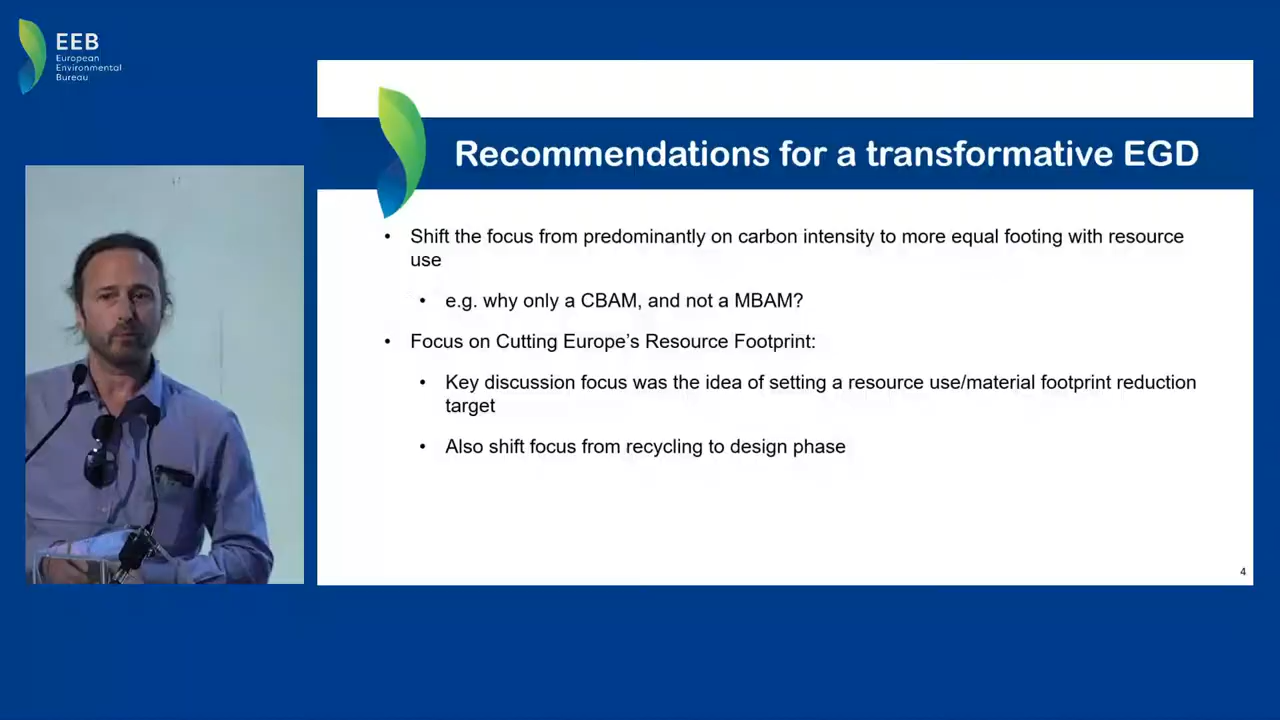 EEB
European
Environmental
Bureau
Recommendations for a transformative EGD
• Shift the focus from predominantly on carbon intensity to more equal footing with resource
use
• e.g. why only a CBAM, and not a MBAM?
• Focus on Cutting Europe’s Resource Footprint:
• Key discussion focus was the idea of setting a resource use/material footprint reduction
target
• Also shift focus from recycling to design phase
4